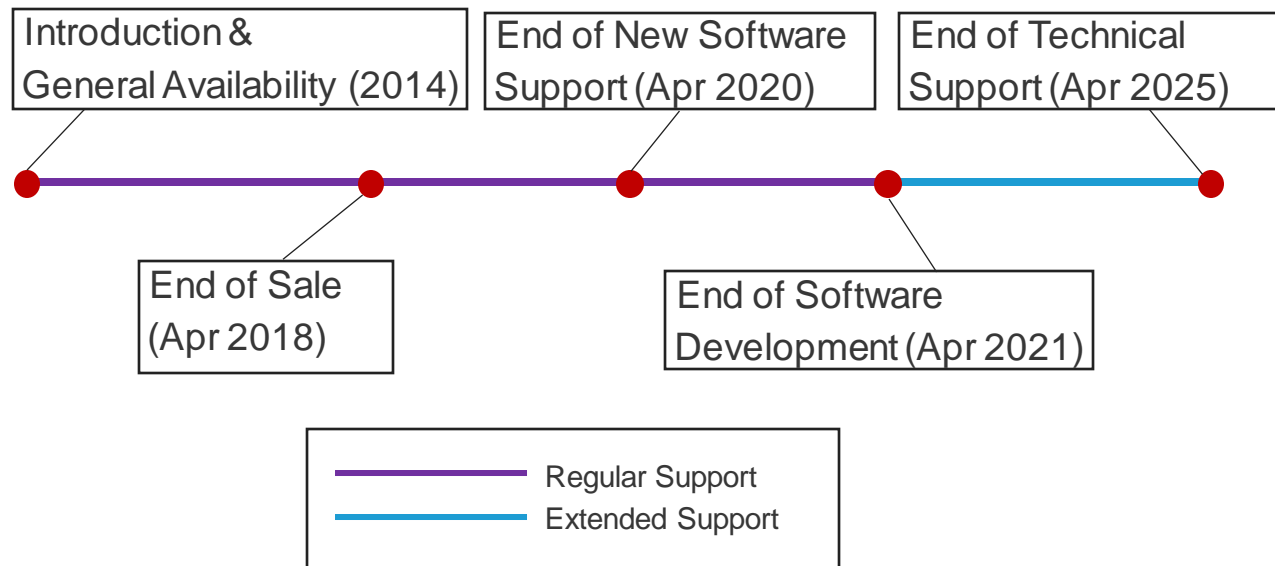 Introduction &
General Availability (2014)
End of New Software
Support (Apr 2020)
End of Technical
Support (Apr 2025)
End of Sale
(Apr 2018)
End of Software
Development (Apr 2021)
Regular Support
Extended Support